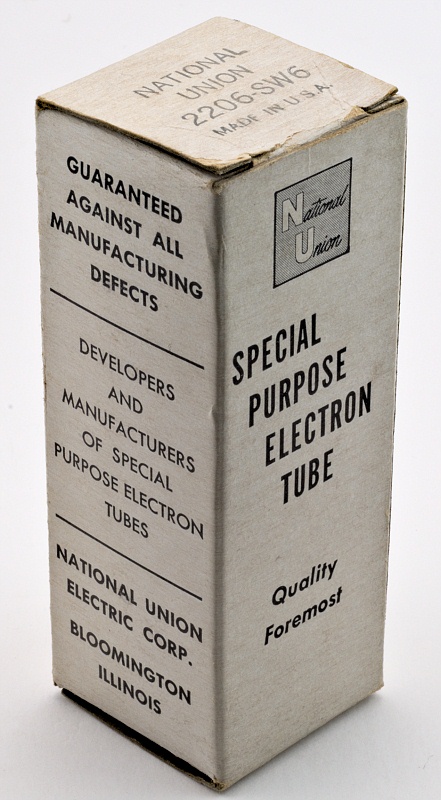 NATIONAL
UNION
2206-SW6
MADE IN U.S.A.
GUARANTEED
AGAINST ALL
MANUFACTURING
DEFECTS
DEVELOPERS
AND
MANUFACTURERS
OF SPECIAL
PURPOSE ELECTRON
TUBES
NATIONAL UNION
ELECTRIC CORP.
BLOOMINGTON
ILLINOIS
National
Union
SPECIAL
PURPOSE
ELECTRON
TUBE
Quality
Foremost